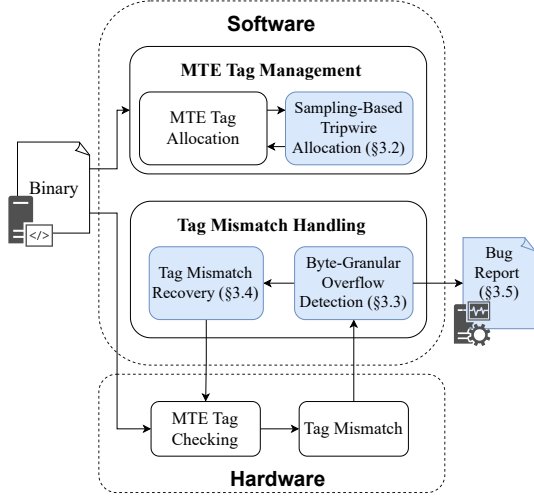 Software
MTE Tag Management
MTE Tag
Allocation
Sampling-Based
Tripwire
Allocation (§3.2)
Binary
</>
Tag Mismatch Handling
Tag Mismatch
Recovery (§3.4)
Byte-Granular
Overflow
Detection (§3.3)
Bug
Report
(§3.5)
MTE Tag
Checking
Tag Mismatch
Hardware